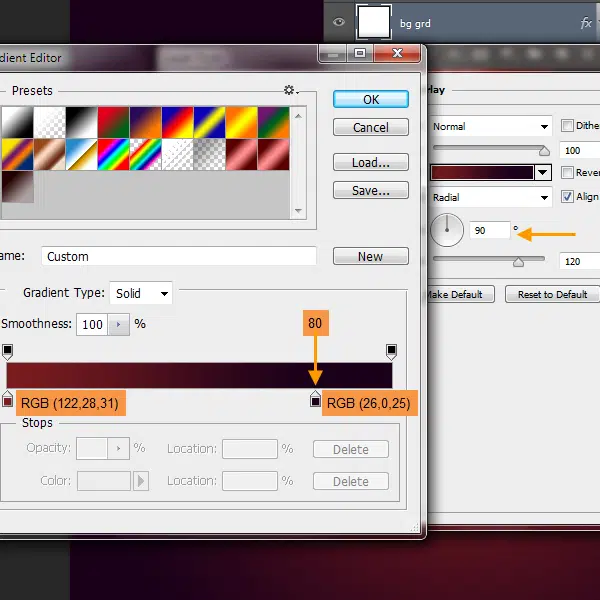 bg grd
fx
dient Editor
Presets
OK
Cancel
Load...
Save...
ame:
Custom
New
Gradient Type:
Solid
Smoothness:
100
%
80
RGB (122,28,31)
RGB (26,0,25)
Stops
Opacity:
%
Location:
%
Delete
Color:
Location:
%
Delete
lay
Normal
Dithe
100
Rever
Radial
Align
90
°
120
Make Default
Reset to Default